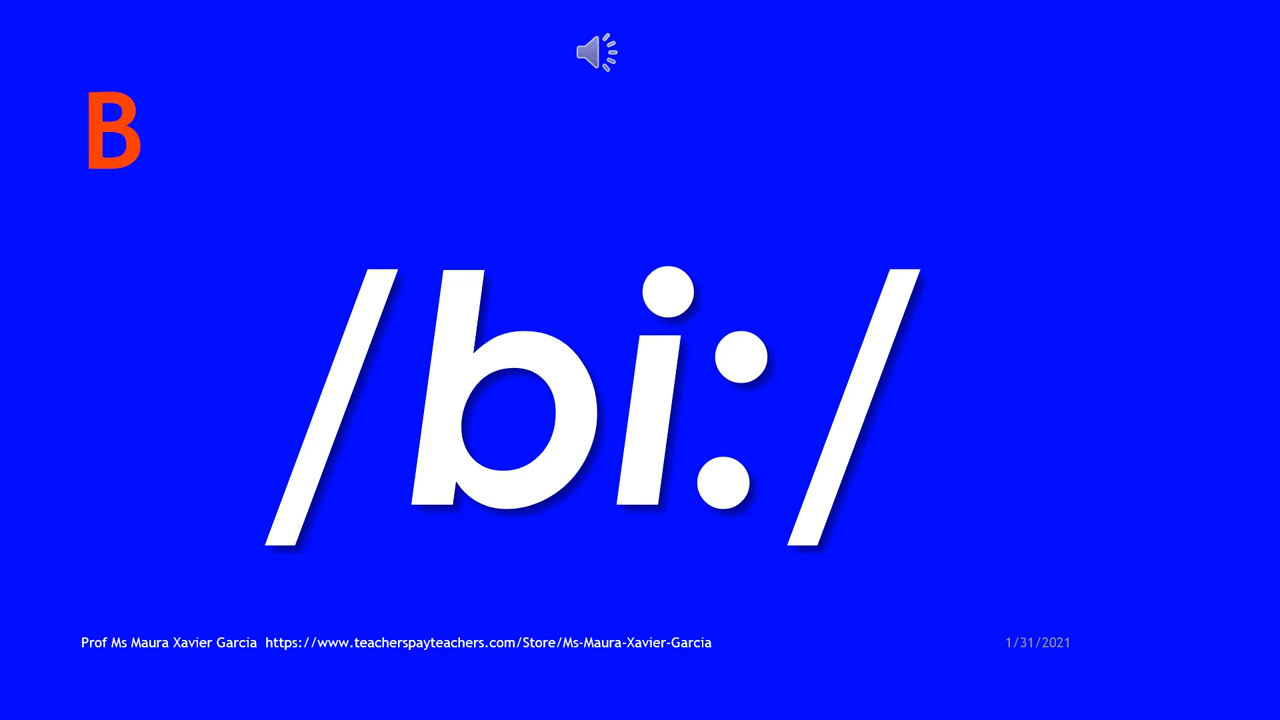 B
/bi:/
Prof Ms Maura Xavier Garcia  https://www.teacherspayteachers.com/Store/Ms-Maura-Xavier-Garcia
1/31/2021